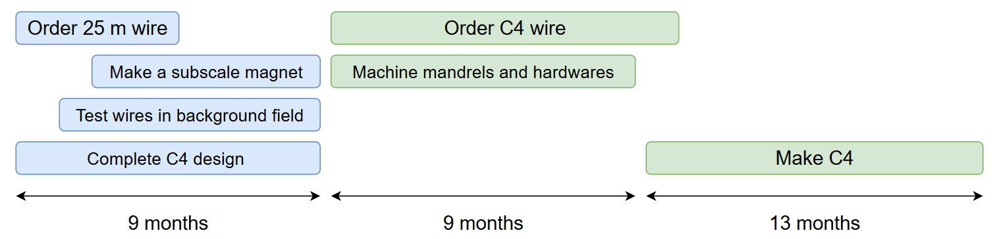 Order 25 m wire
Order C4 wire
Make a subscale magnet
Machine mandrels and hardwares
Test wires in background field
Complete C4 design
Make C4
9 months
9 months
13 months